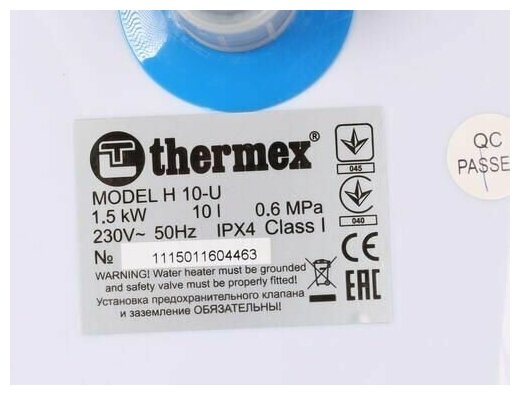 thermex®
MODEL H 10-U
1.5 kW 10 l 0.6 MPa
230V~ 50Hz IPX4 Class I
№ 1115011604463
WARNING! Water heater must be grounded
and safety valve must be properly fitted!
Установка предохранительного клапана
и заземление ОБЯЗАТЕЛЬНЫ!
045
040
CE
EAC
QC
PASSE